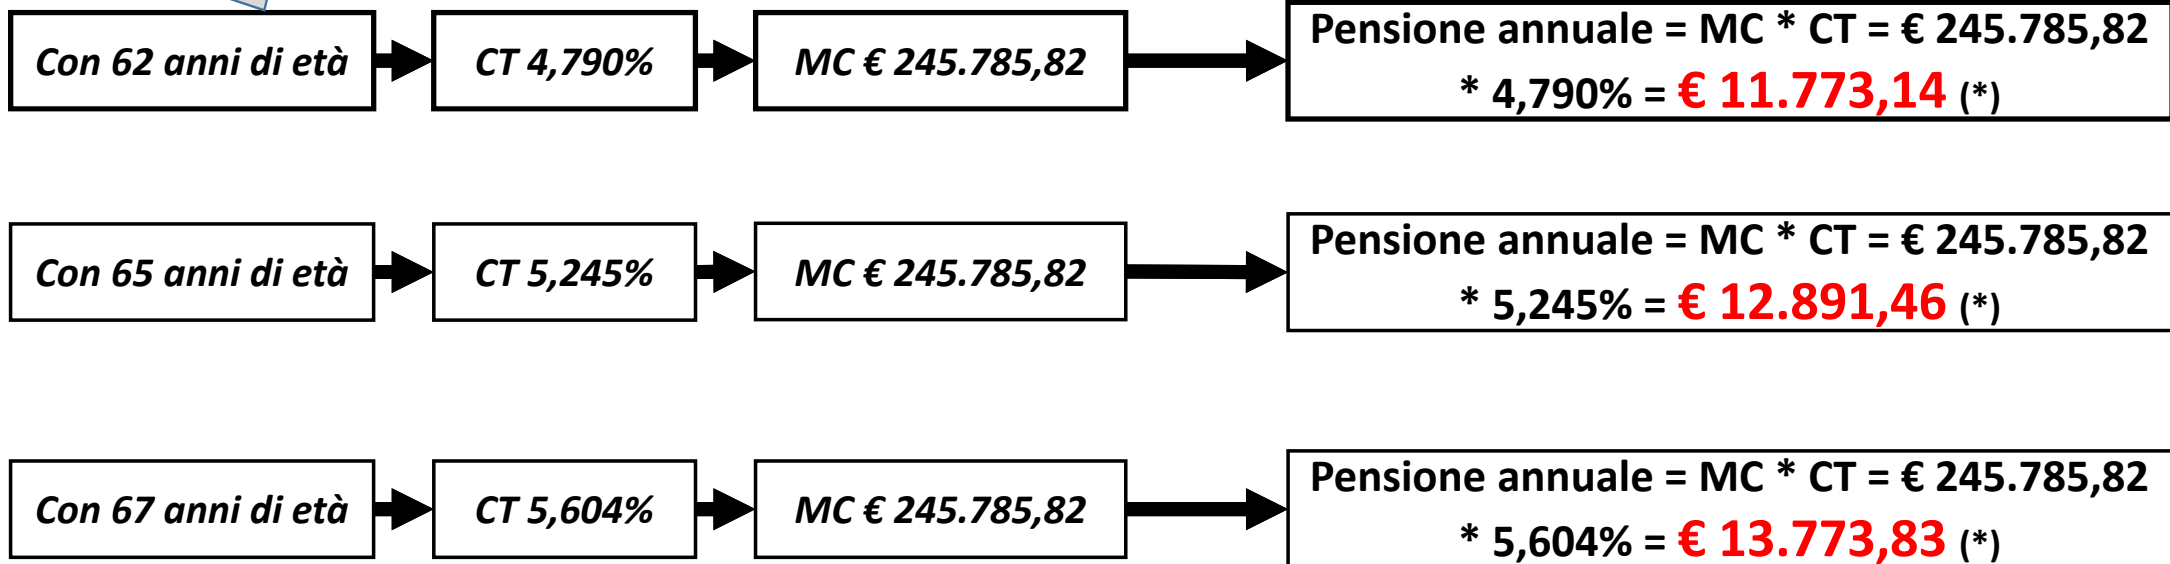 Con 62 anni di età
CT 4,790%
MC € 245.785,82
Pensione annuale = MC * CT = € 245.785,82
* 4,790% = € 11.773,14 (*)
Con 65 anni di età
CT 5,245%
MC € 245.785,82
Pensione annuale = MC * CT = € 245.785,82
* 5,245% = € 12.891,46 (*)
Con 67 anni di età
CT 5,604%
MC € 245.785,82
Pensione annuale = MC * CT = € 245.785,82
* 5,604% = € 13.773,83 (*)